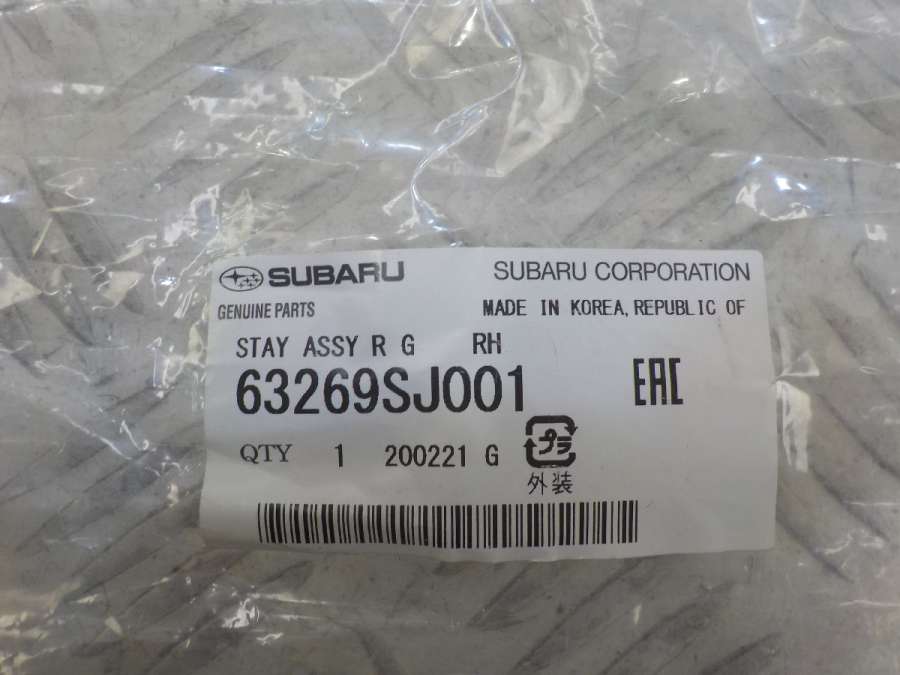 SUBARU
SUBARU CORPORATION
GENUINE PARTS
MADE IN KOREA, REPUBLIC OF
STAY ASSY R G RH
63269SJ001
EAC
QTY 1 200221 G
プラ
外装